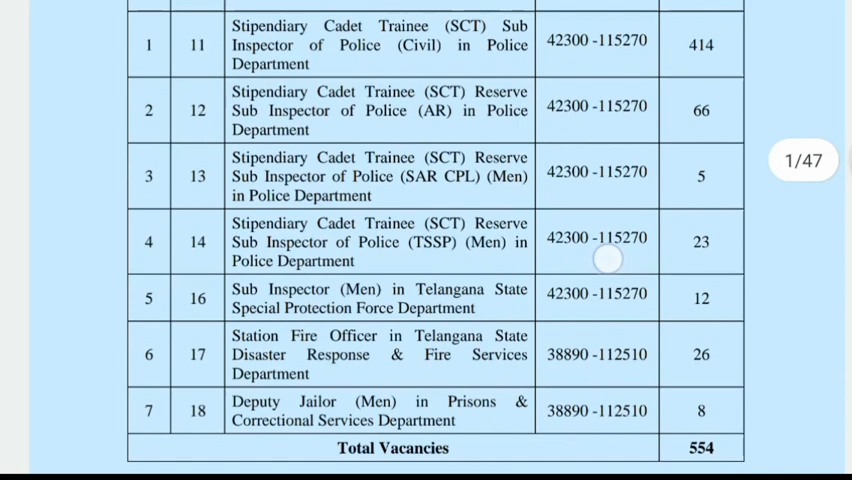 1 11 Stipendiary Cadet Trainee (SCT) Sub
Inspector of Police (Civil) in Police
Department 42300 -115270 414
2 12 Stipendiary Cadet Trainee (SCT) Reserve
Sub Inspector of Police (AR) in Police
Department 42300 -115270 66
3 13 Stipendiary Cadet Trainee (SCT) Reserve
Sub Inspector of Police (SAR CPL) (Men)
in Police Department 42300 -115270 5
4 14 Stipendiary Cadet Trainee (SCT) Reserve
Sub Inspector of Police (TSSP) (Men) in
Police Department 42300 -115270 23
5 16 Sub Inspector (Men) in Telangana State
Special Protection Force Department 42300 -115270 12
6 17 Station Fire Officer in Telangana State
Disaster Response & Fire Services
Department 38890 -112510 26
7 18 Deputy Jailor (Men) in Prisons &
Correctional Services Department 38890 -112510 8
Total Vacancies 554
1/47